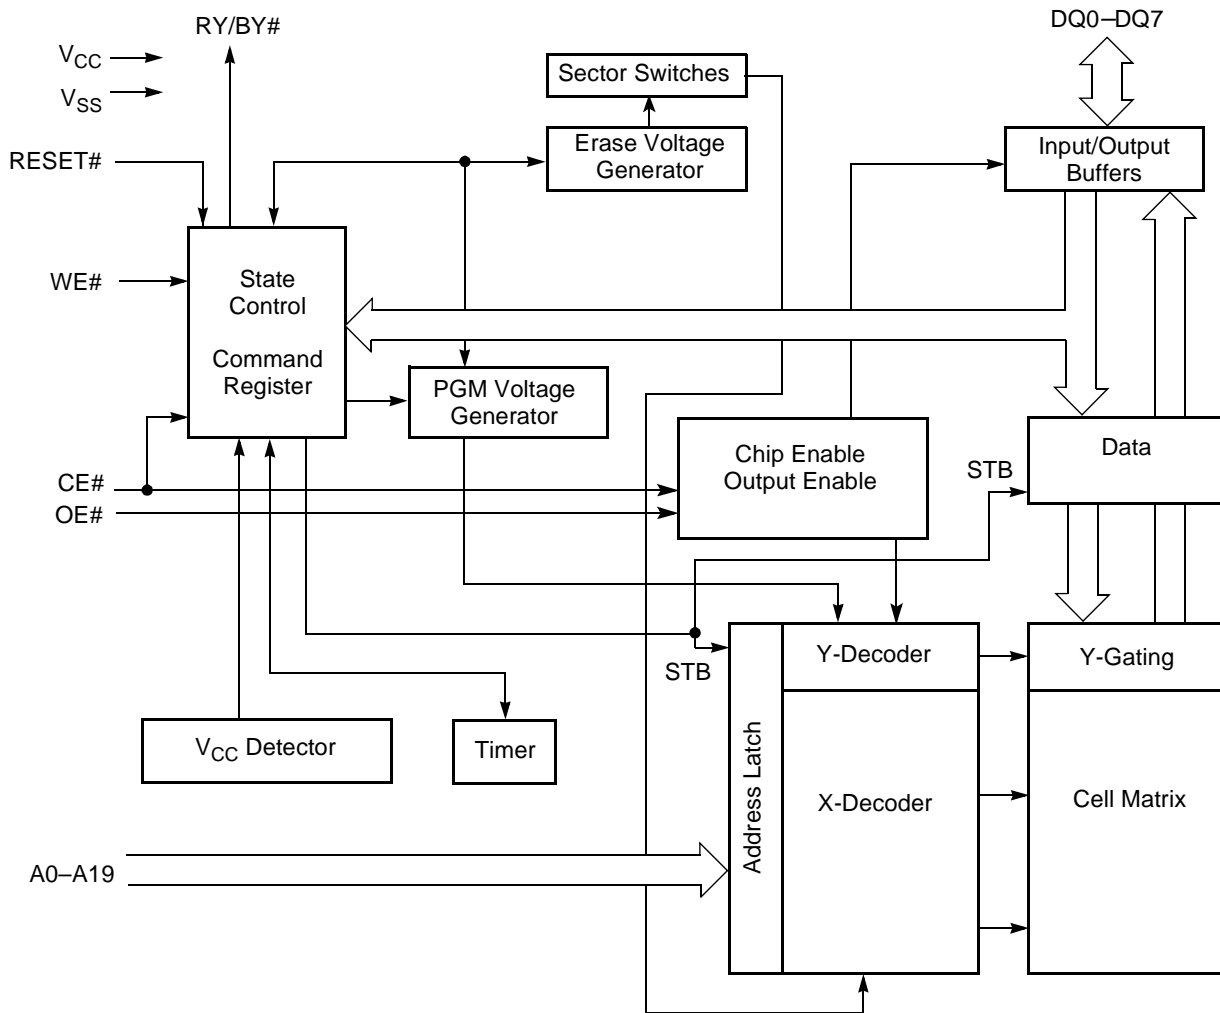 RY/BY#
DQ0–DQ7
VCC
VSS
Sector Switches
RESET#
Erase Voltage
Generator
Input/Output
Buffers
WE#
State
Control
Command
Register
PGM Voltage
Generator
Chip Enable
Output Enable
Data
STB
CE#
OE#
STB
Y-Decoder
Y-Gating
VCC Detector
Timer
Address Latch
X-Decoder
Cell Matrix
A0–A19